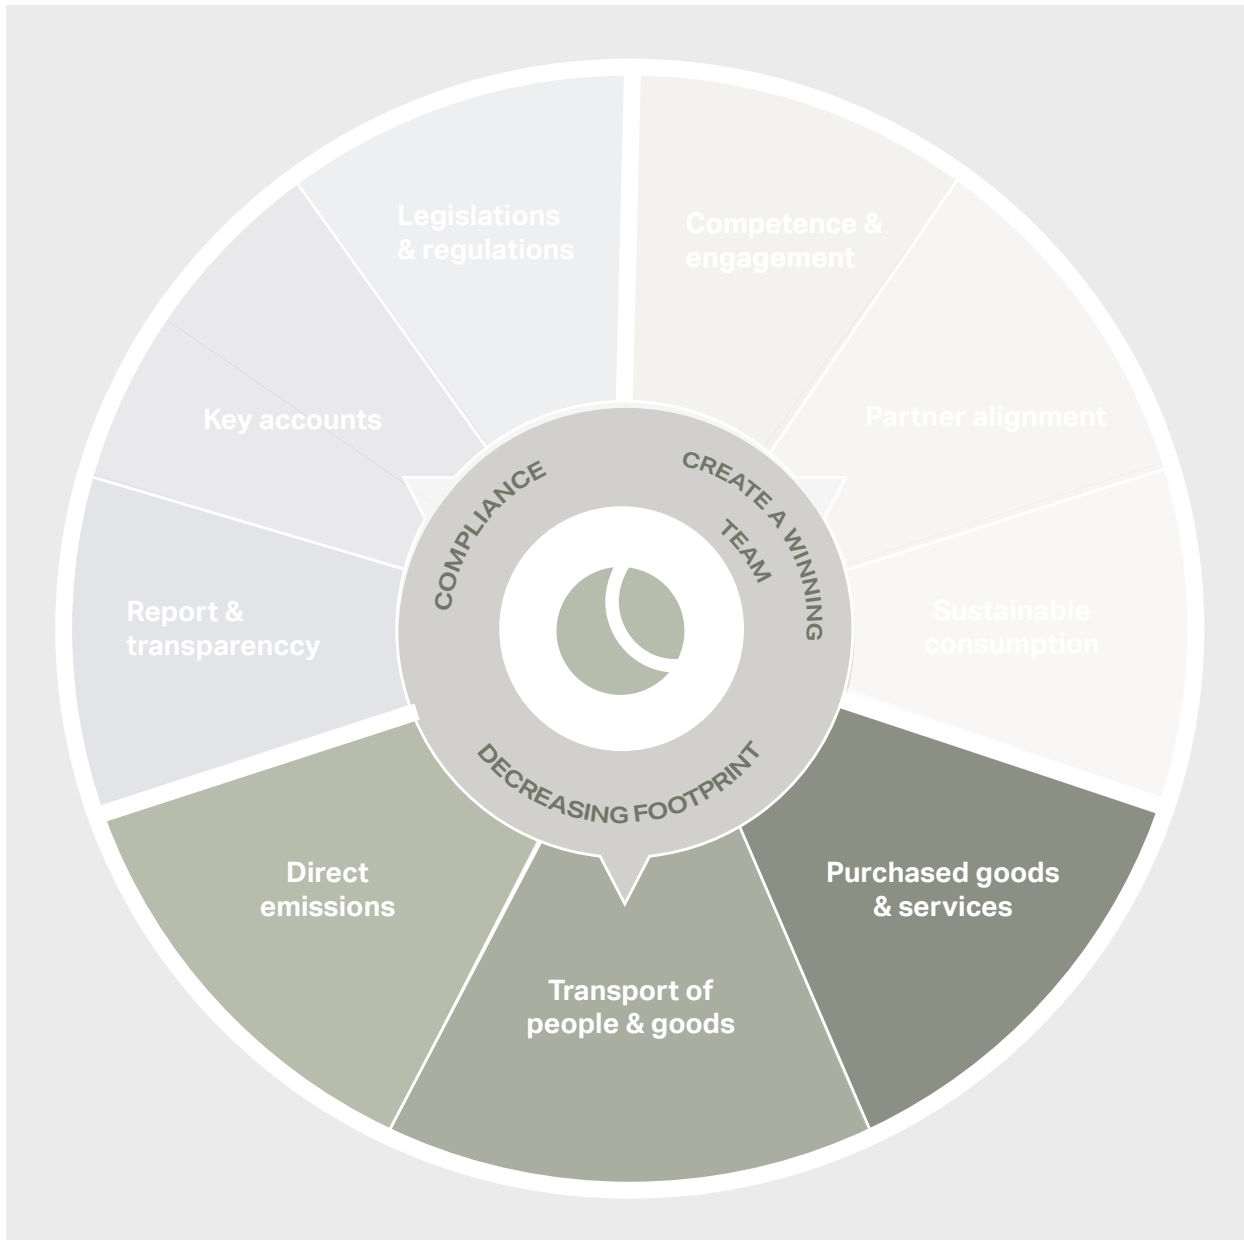 Legislations
& regulations
Competence &
engagement
Key accounts
Partner alignment
Report &
transparenccy
Sustainable
consumption
COMPLIANCE
CREATE A WINNING
TEAM
DECREASING FOOTPRINT
Direct
emissions
Transport of
people & goods
Purchased goods
& services